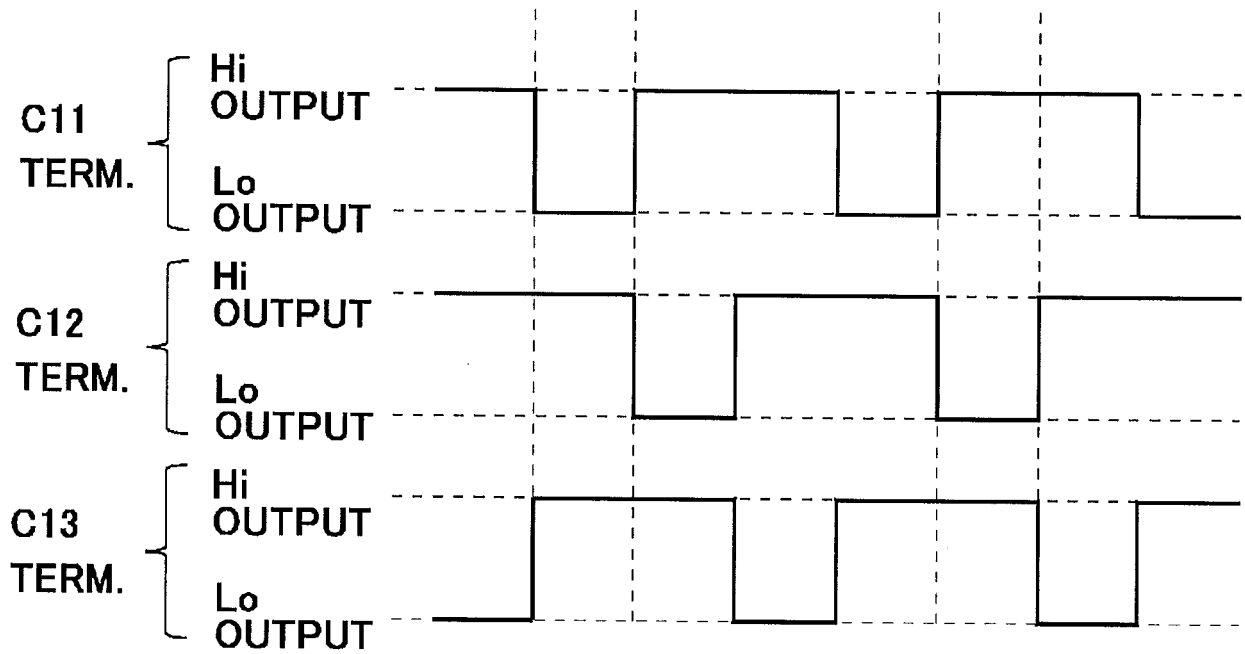 Hi
OUTPUT
C11
TERM.
Lo
OUTPUT
Hi
OUTPUT
C12
TERM.
Lo
OUTPUT
Hi
OUTPUT
C13
TERM.
Lo
OUTPUT